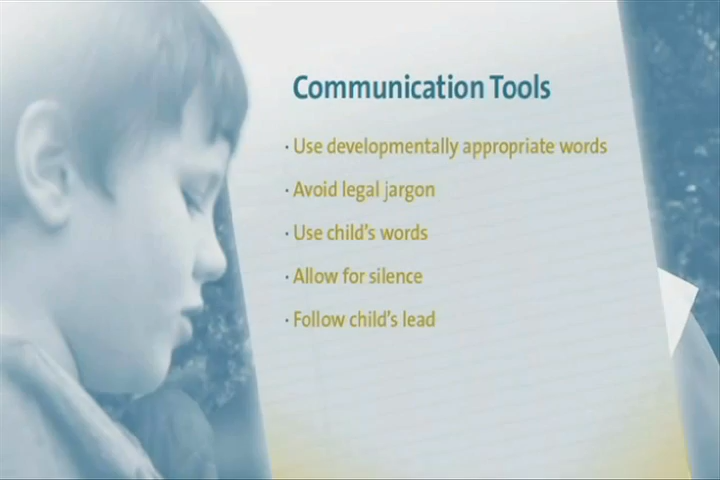 Communication Tools
· Use developmentally appropriate words
· Avoid legal jargon
· Use child's words
· Allow for silence
· Follow child's lead